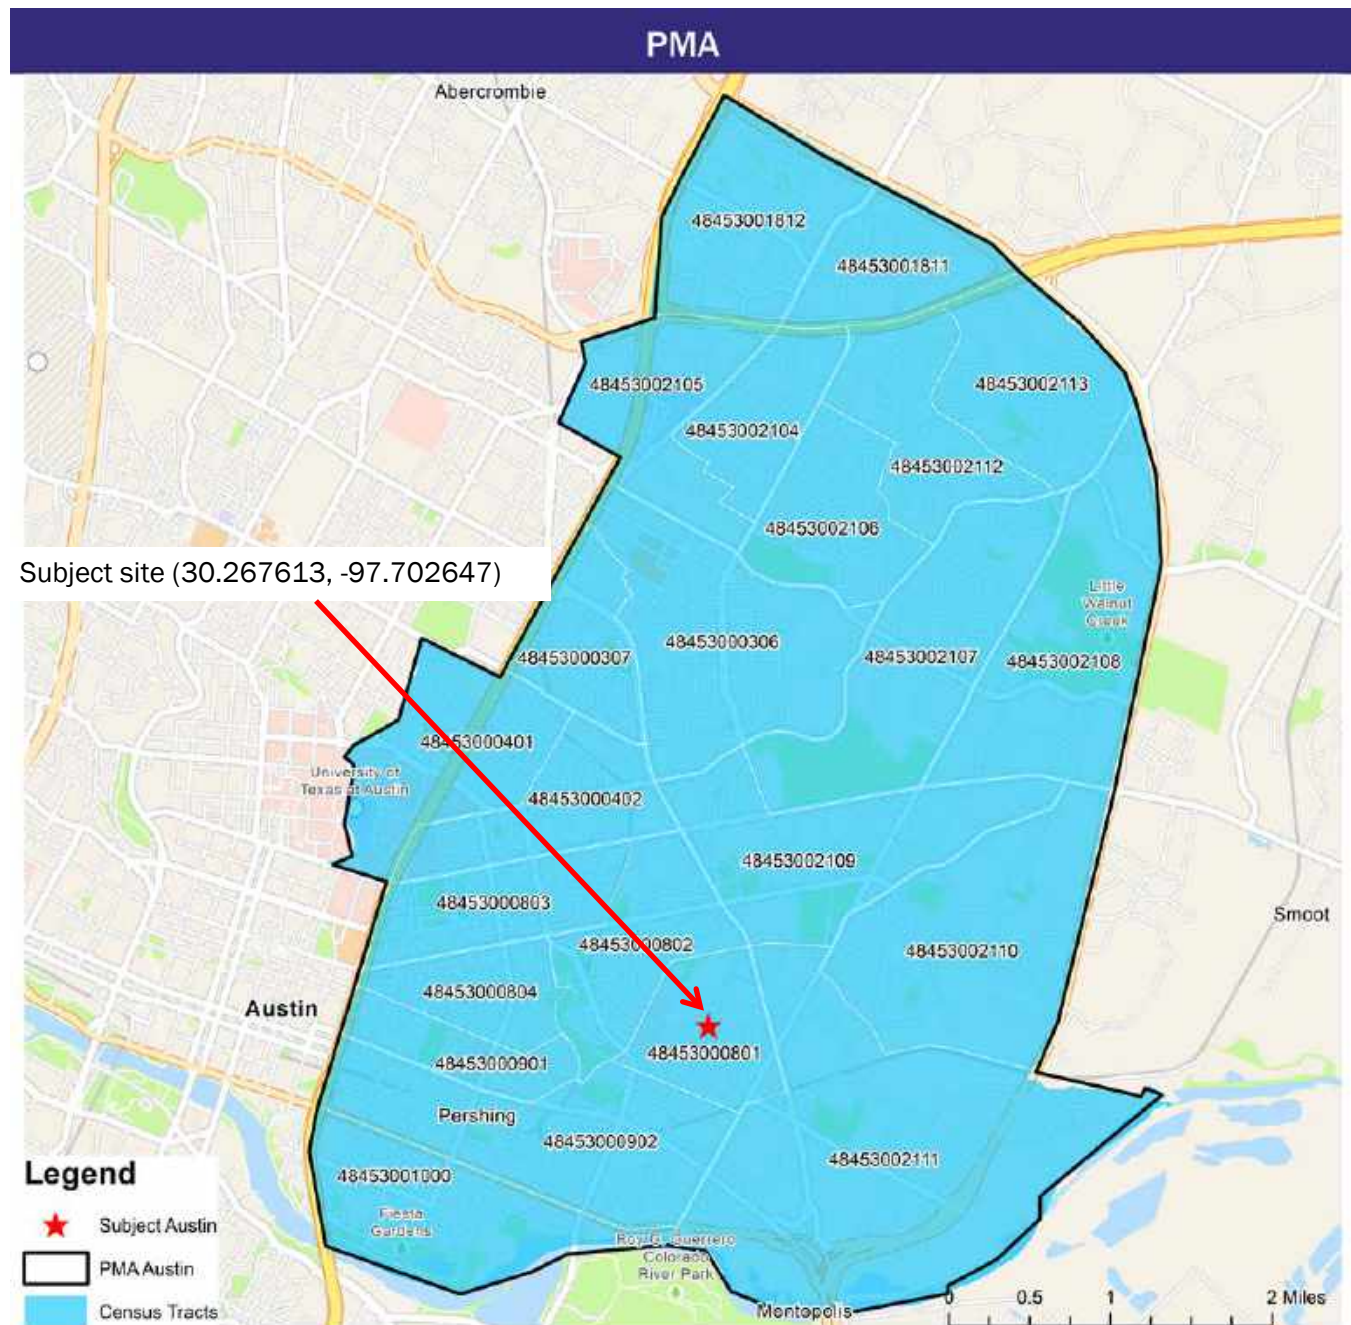 PMA
Abercrombie
48453001812
48453001811
48453002105
48453002113
48453002104
48453002112
48453002106
Subject site (30.267613, -97.702647)
Little
Walnut
Creek
48453000307
48453000306
48453002107
48453002108
48453000401
University of
Texas at Austin
48453000402
48453002109
48453000803
Smoot
48453000802
48453002110
48453000804
Austin
48453000801
48453000901
Pershing
48453000902
48453002111
48453001000
Fiesta
Gardens
Roy G. Guerrero
Colorado
River Park
Montopolis
Legend
Subject Austin
PMA Austin
Census Tracts
0 0.5 1 2 Miles